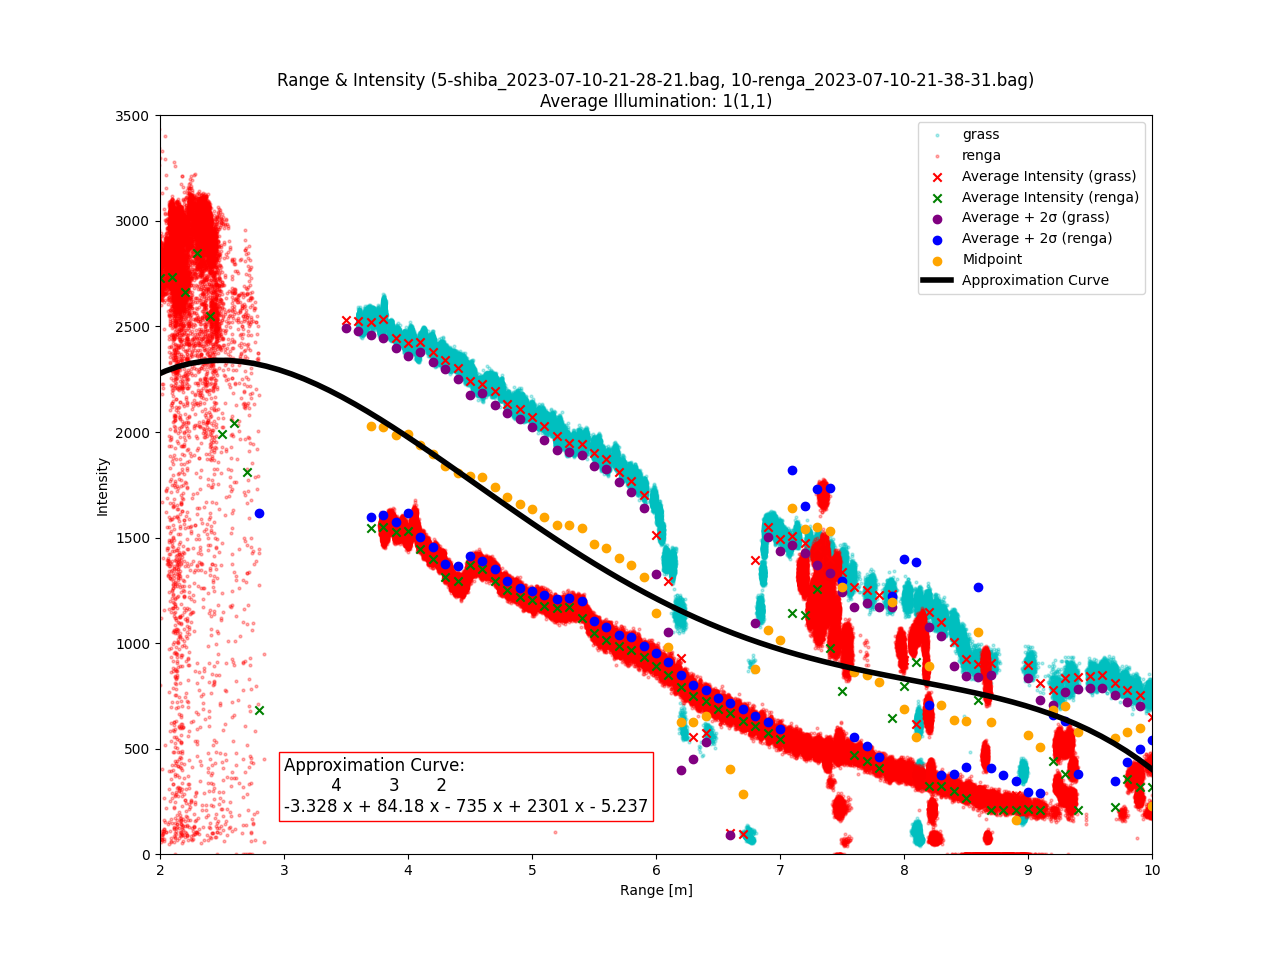 Range & Intensity (5-shiba_2023-07-10-21-28-21.bag, 10-renga_2023-07-10-21-38-31.bag)
Average Illumination: 1(1,1)
3500
3000
2500
2000
1500
1000
500
0
Intensity
grass
renga
Average Intensity (grass)
Average Intensity (renga)
Average + 2σ (grass)
Average + 2σ (renga)
Midpoint
Approximation Curve
Approximation Curve:
4 3 2
-3.328 x + 84.18 x - 735 x + 2301 x - 5.237
2 3 4 5 6 7 8 9 10
Range [m]